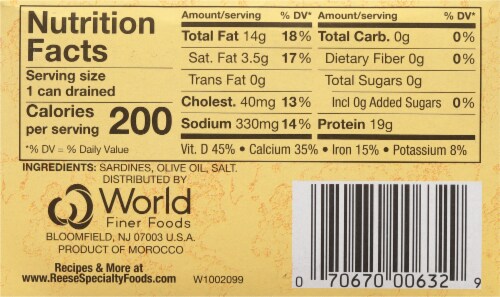 Nutrition Facts
Serving size
1 can drained
Calories per serving 200
*% DV = % Daily Value
Amount/serving % DV*
Total Fat 14g 18%
Sat. Fat 3.5g 17%
Trans Fat 0g
Cholest. 40mg 13%
Sodium 330mg 14%
Amount/serving % DV*
Total Carb. 0g 0%
Dietary Fiber 0g 0%
Total Sugars 0g
Incl 0g Added Sugars 0%
Protein 19g
Vit. D 45% • Calcium 35% • Iron 15% • Potassium 8%
INGREDIENTS: SARDINES, OLIVE OIL, SALT.
DISTRIBUTED BY
World
Finer Foods
BLOOMFIELD, NJ 07003 U.S.A.
PRODUCT OF MOROCCO
Recipes & More at
www.ReeseSpecialtyFoods.com
W1002099
0 70670 00632 9